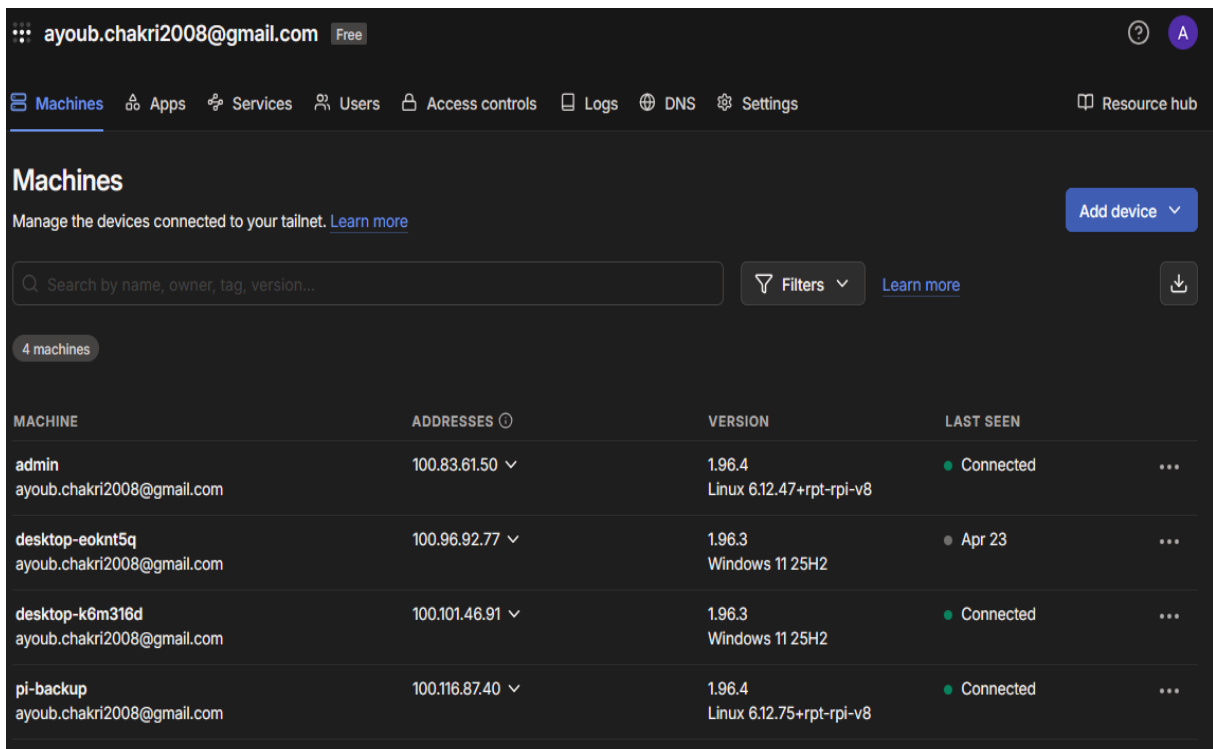 ayoub.chakri2008@gmail.com Free A
Machines Apps Services Users Access controls Logs DNS Settings Resource hub
Machines
Manage the devices connected to your tailnet. Learn more
Add device
Search by name, owner, tag, version...
Filters
Learn more
4 machines
MACHINE ADDRESSES VERSION LAST SEEN
admin 100.83.61.50 1.96.4 Connected
ayoub.chakri2008@gmail.com Linux 6.12.47+rpt-rpi-v8
desktop-eoknt5q 100.96.92.77 1.96.3 Apr 23
ayoub.chakri2008@gmail.com Windows 11 25H2
desktop-k6m316d 100.101.46.91 1.96.3 Connected
ayoub.chakri2008@gmail.com Windows 11 25H2
pi-backup 100.116.87.40 1.96.4 Connected
ayoub.chakri2008@gmail.com Linux 6.12.75+rpt-rpi-v8